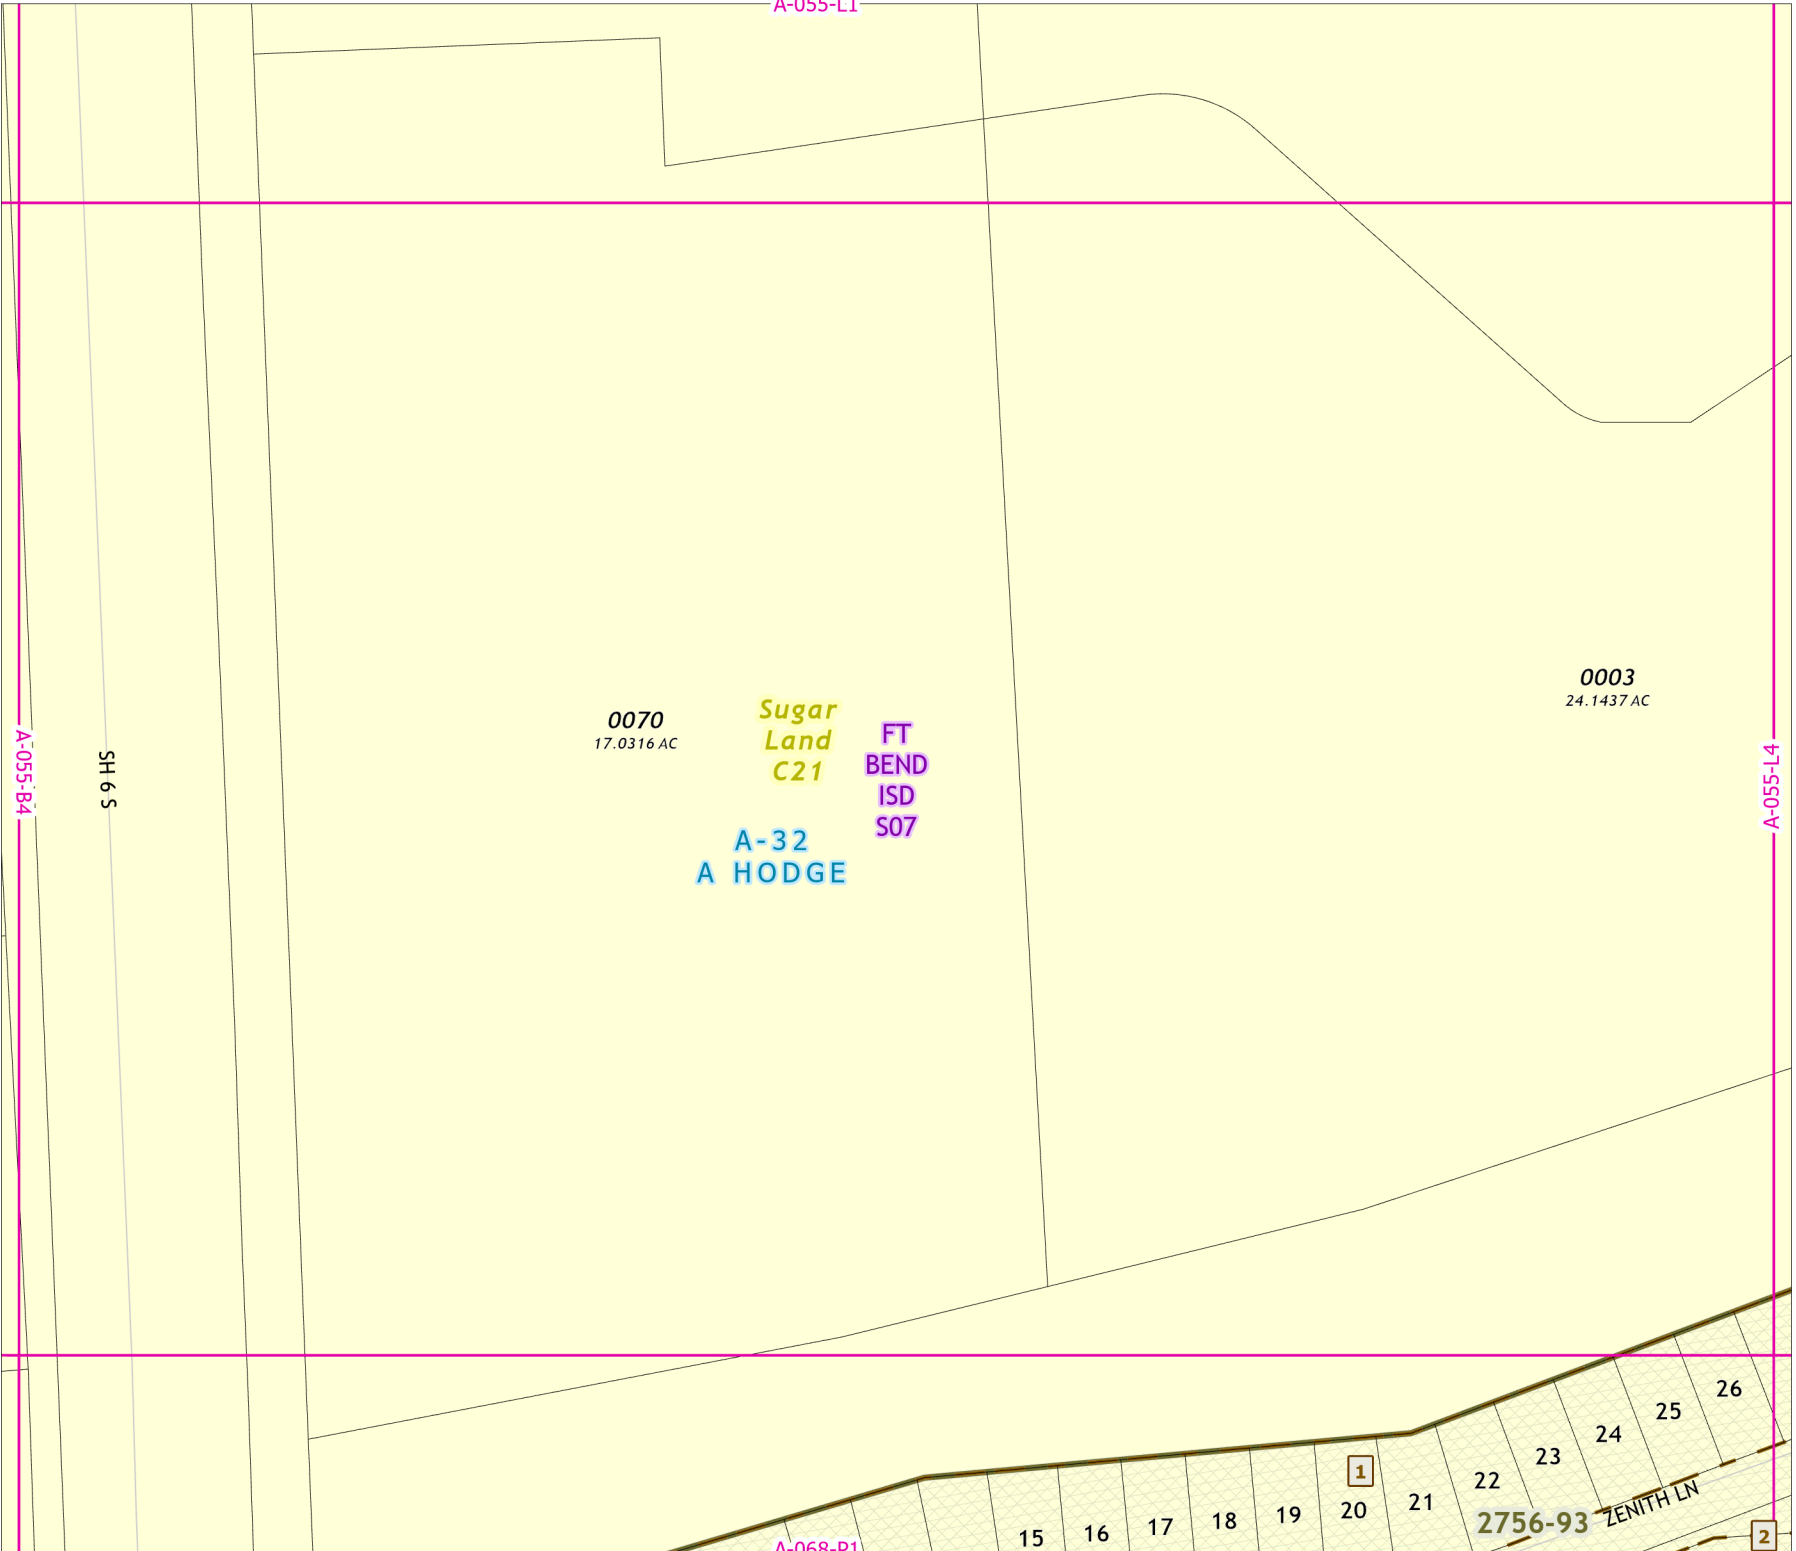 A-055-L1
0003
24.1437 AC
0070
17.0316 AC
Sugar
Land
C21
FT
BEND
ISD
S07
A-055-B4
SH 6 S
A-055-L4
A-32
A HODGE
26
25
24
23
22
1
21
20
19
18
17
16
15
2756-93
ZENITH LN
2
A-068-P1